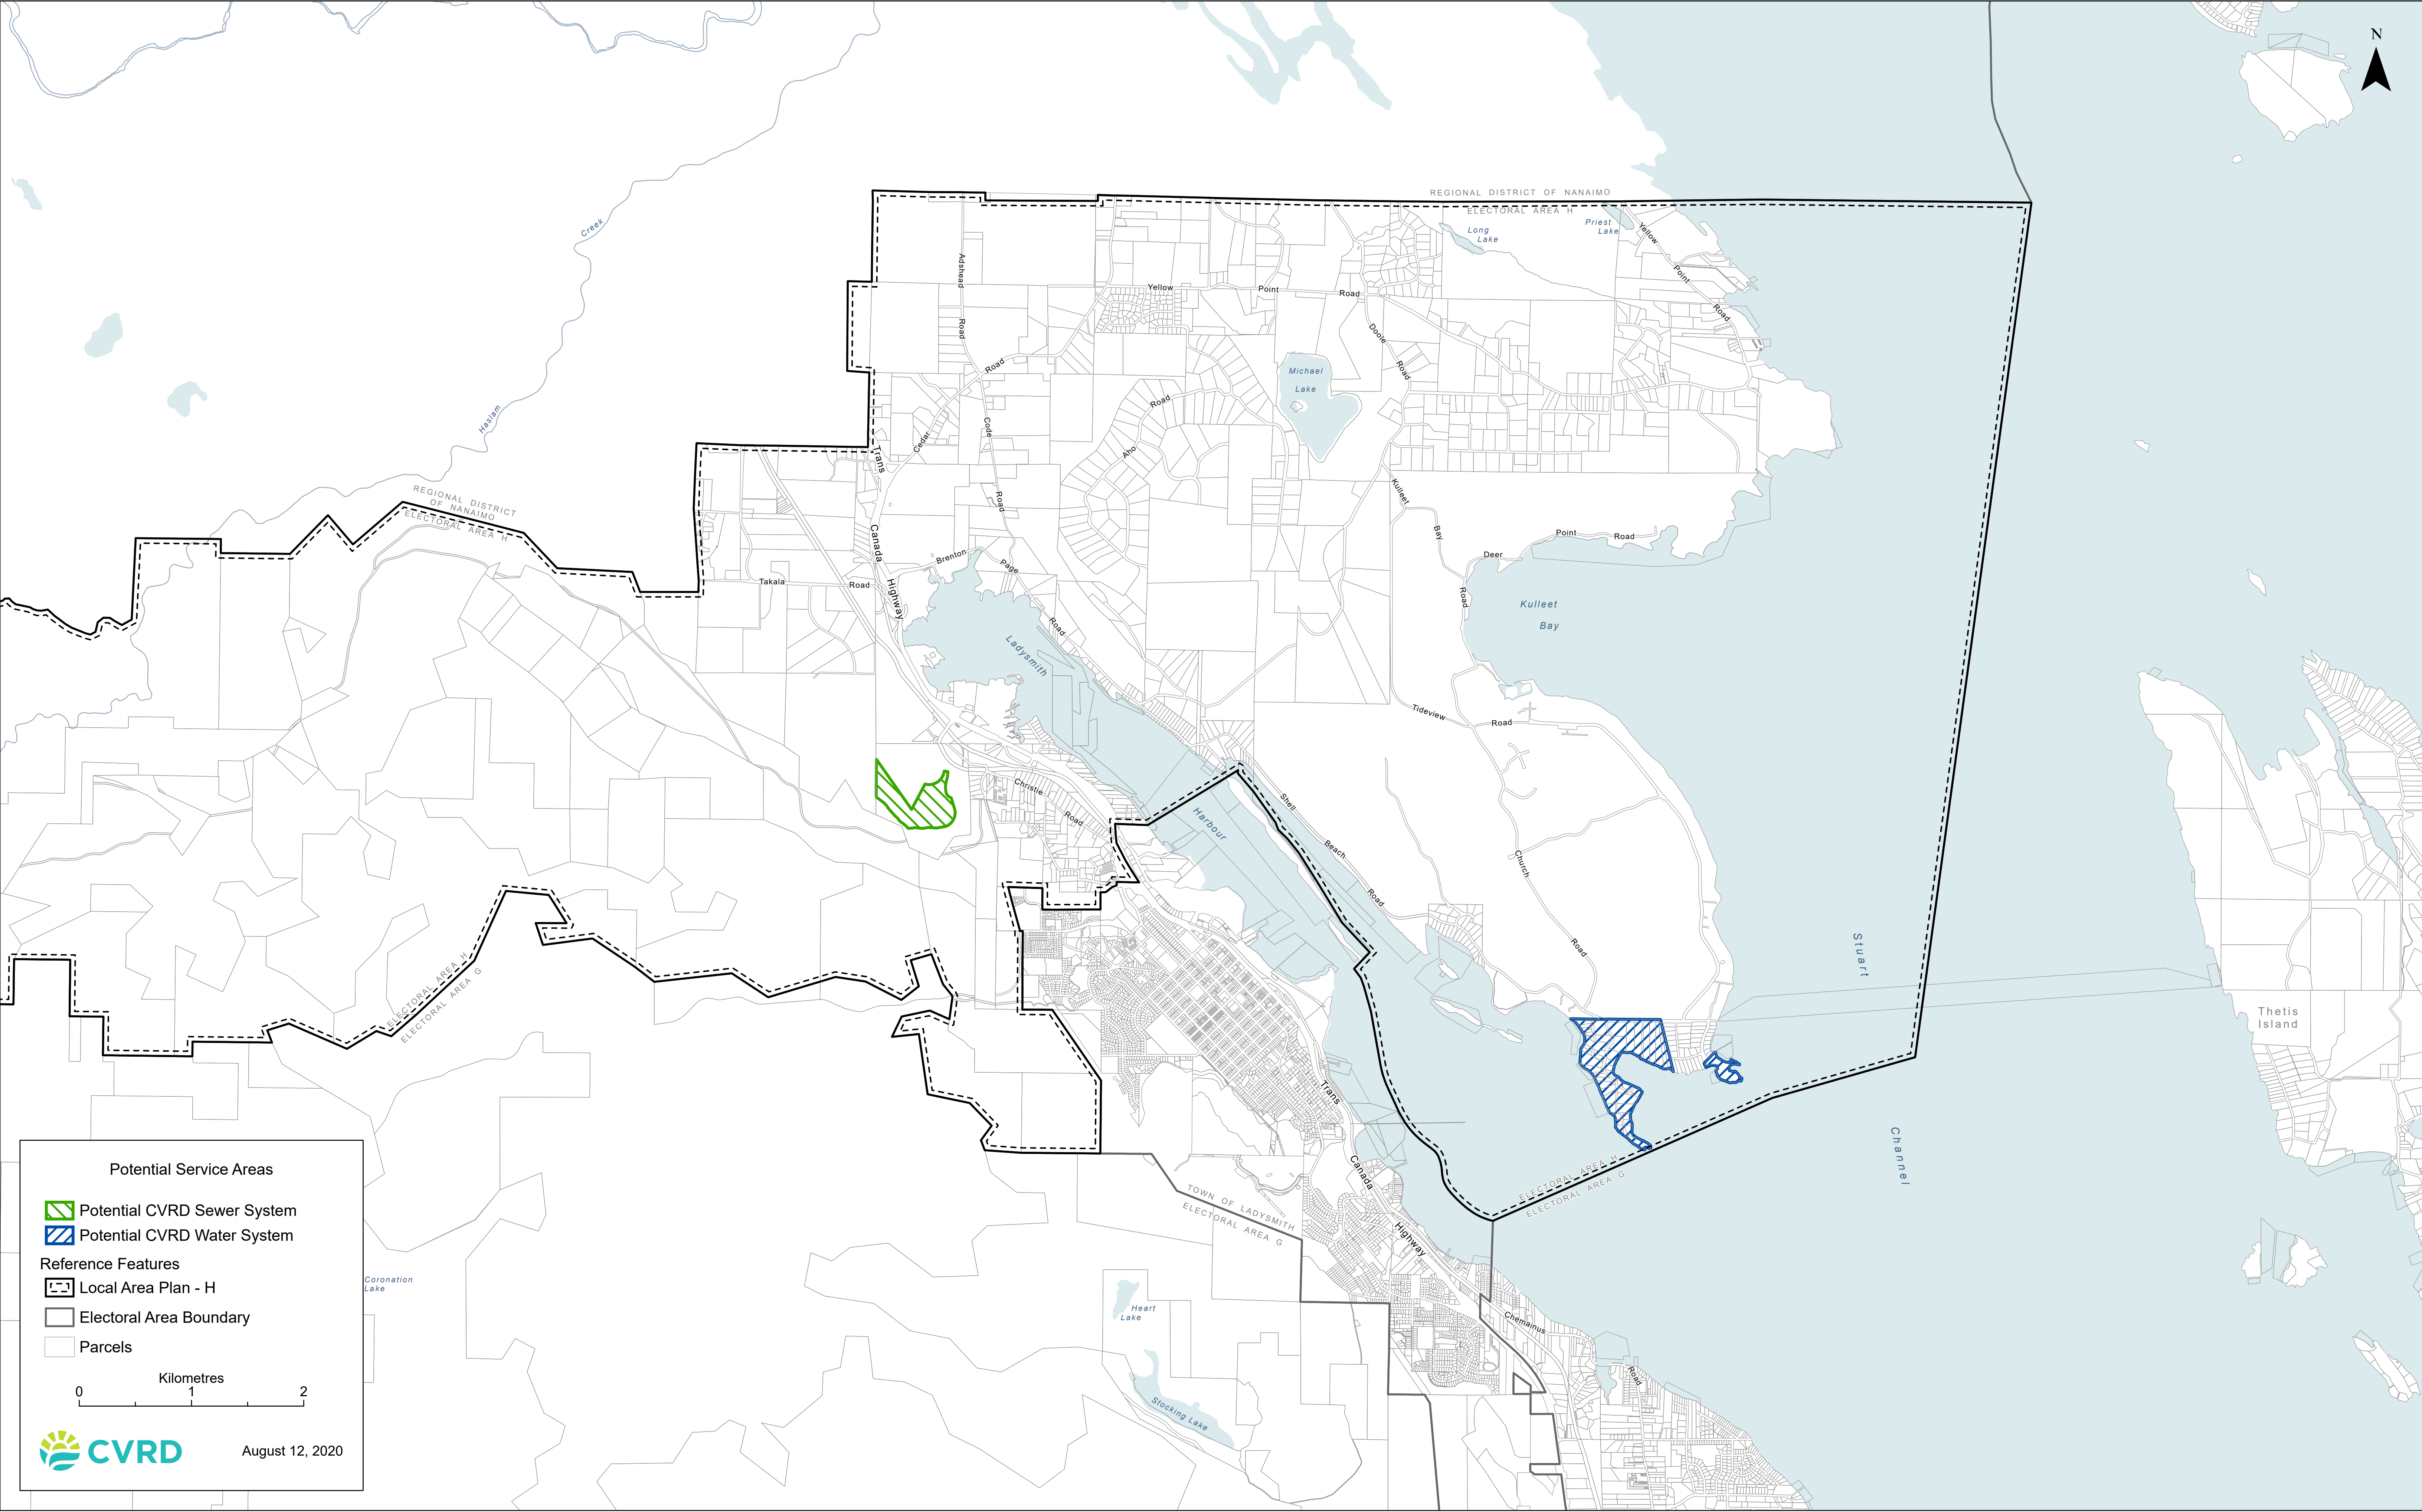 N
REGIONAL DISTRICT OF NANAIMO
ELECTORAL AREA H
Priest
Lake
Long
Lake
Yellow
Point
Road
Creek
Adshead
Road
Yellow
Point
Road
Doole
Road
Michael
Lake
Road
Cedar
Code
Road
Road
Aho
Haslam
Trans
Canada
Highway
REGIONAL DISTRICT
OF NANAIMO
ELECTORAL AREA H
Kulleet
Bay
Road
Deer
Point
Road
Brenton
Page
Road
Takala
Road
Kulleet
Bay
Ladysmith
Harbour
Tideview
Road
Christie
Road
Shell
Beach
Road
Church
Road
Stuart
Channel
Thetis
Island
ELECTORAL AREA H
ELECTORAL AREA G
Trans
Canada
Highway
ELECTORAL AREA H
ELECTORAL AREA G
TOWN OF LADYSMITH
ELECTORAL AREA G
Coronation
Lake
Heart
Lake
Chemainus
Road
Stocking Lake
Potential Service Areas
Potential CVRD Sewer System
Potential CVRD Water System
Reference Features
Local Area Plan - H
Electoral Area Boundary
Parcels
Kilometres
0 1 2
CVRD
August 12, 2020